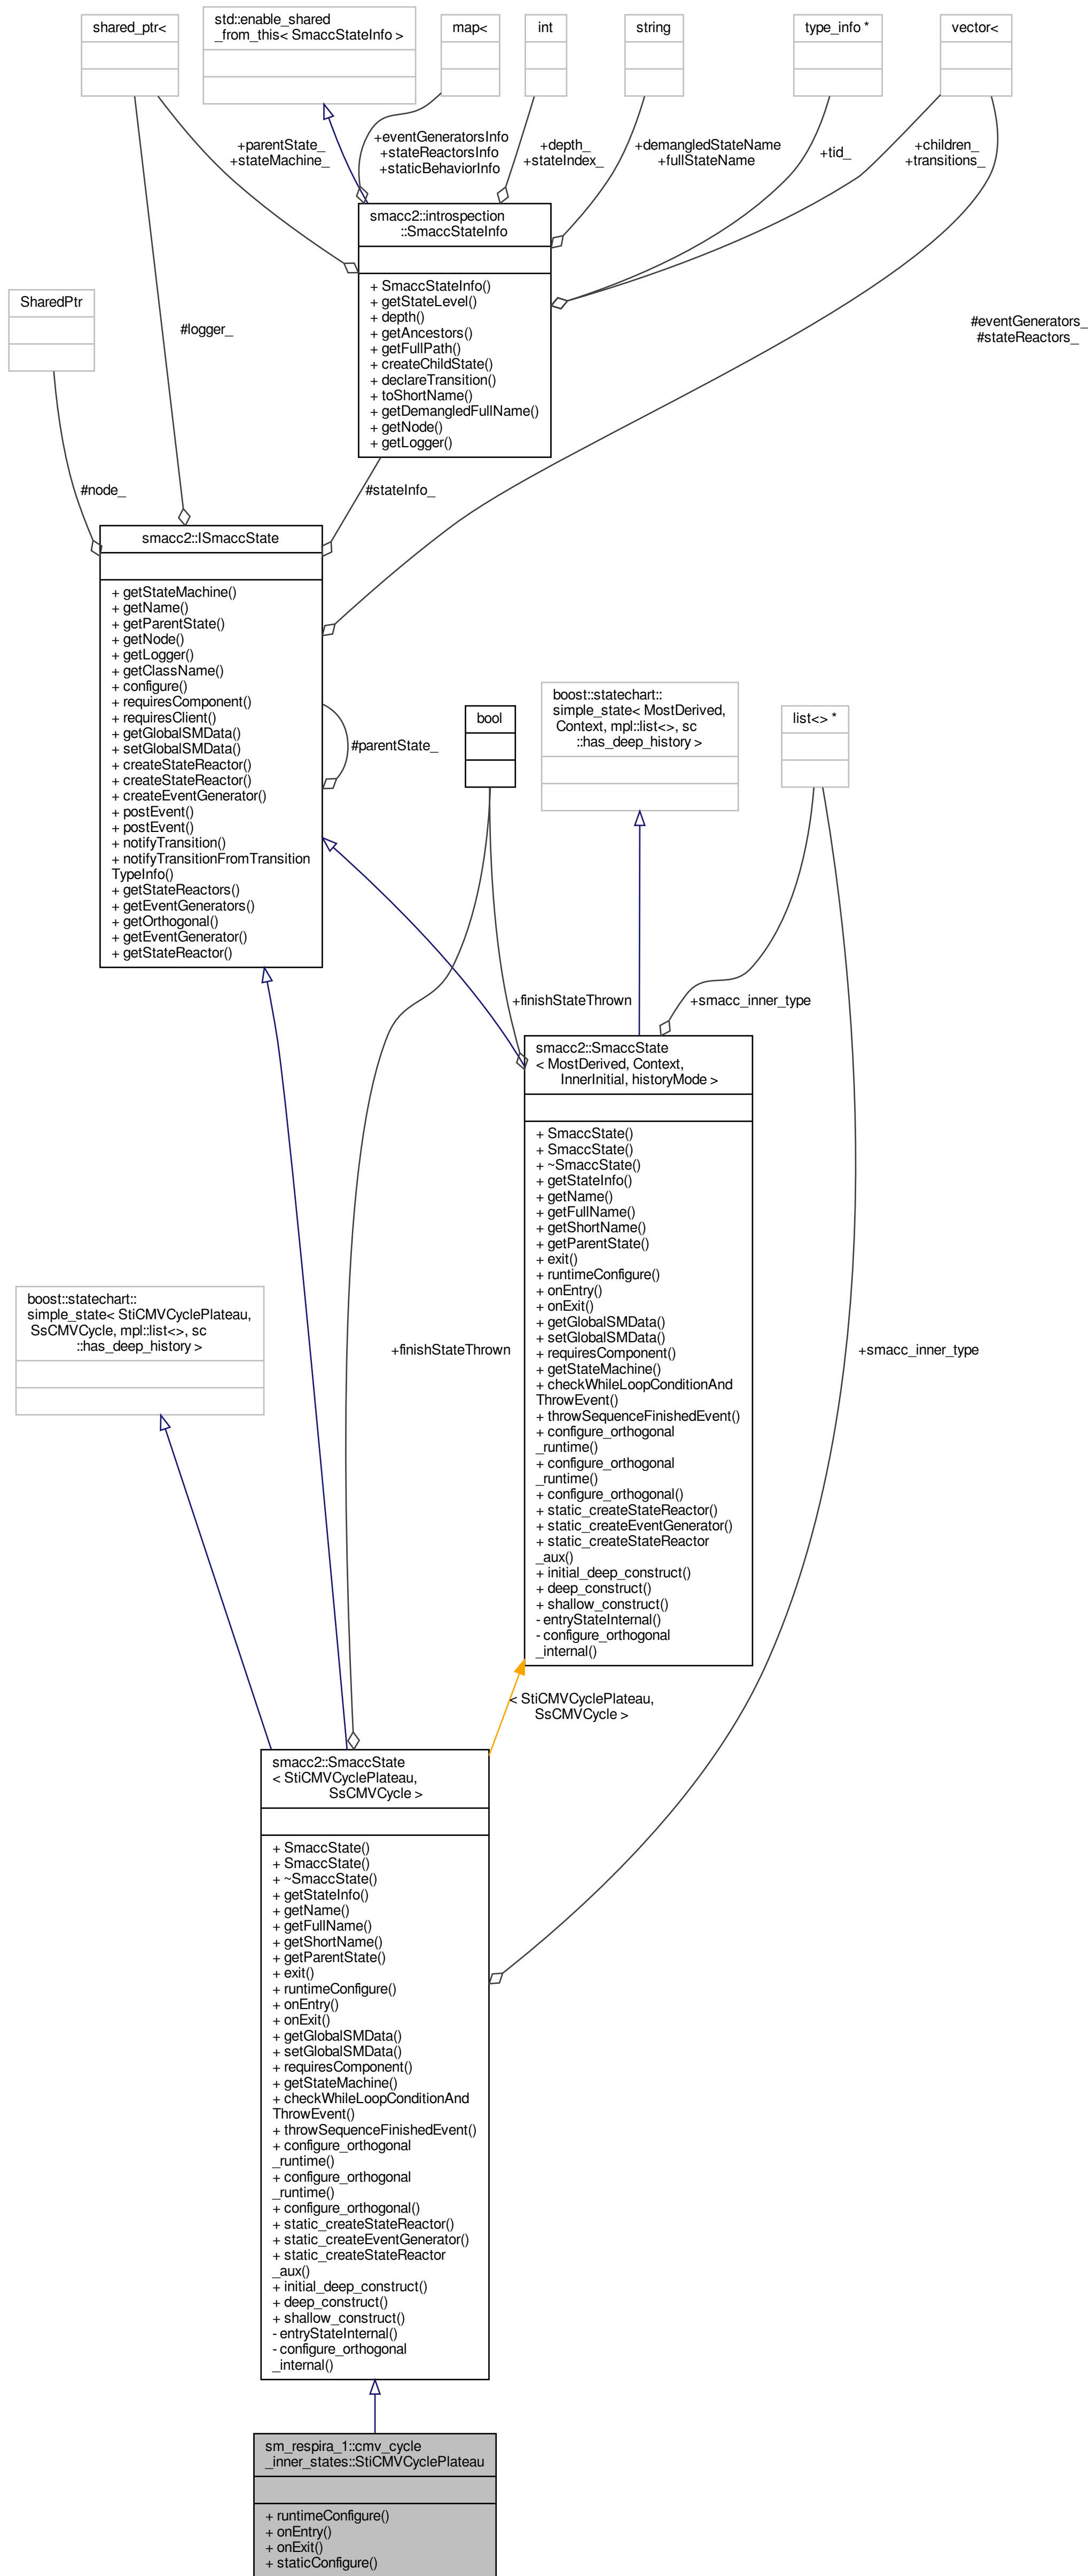 shared_ptr<
std::enable_shared
_from_this< SmaccStateInfo >
map<
int
string
type_info *
vector<
+parentState_
+stateMachine_
+eventGeneratorsInfo
+stateReactorsInfo
+staticBehaviorInfo
+depth_
+stateIndex_
+demangledStateName
+fullStateName
+tid_
+children_
+transitions_
smacc2::introspection
::SmaccStateInfo
+ SmaccStateInfo()
+ getStateLevel()
+ depth()
+ getAncestors()
+ getFullPath()
+ createChildState()
+ declareTransition()
+ toShortName()
+ getDemangledFullName()
+ getNode()
+ getLogger()
SharedPtr
#logger_
#eventGenerators_
#stateReactors_
#node_
#stateInfo_
smacc2::ISmaccState
+ getStateMachine()
+ getName()
+ getParentState()
+ getNode()
+ getLogger()
+ getClassName()
+ configure()
+ requiresComponent()
+ requiresClient()
+ getGlobalSMData()
+ setGlobalSMData()
+ createStateReactor()
+ createStateReactor()
+ createEventGenerator()
+ postEvent()
+ postEvent()
+ notifyTransition()
+ notifyTransitionFromTransition
TypeInfo()
+ getStateReactors()
+ getEventGenerators()
+ getOrthogonal()
+ getEventGenerator()
+ getStateReactor()
#parentState_
bool
boost::statechart::
simple_state< MostDerived,
Context, mpl::list<>, sc
::has_deep_history >
list<> *
+finishStateThrown
+smacc_inner_type
smacc2::SmaccState
< MostDerived, Context,
InnerInitial, historyMode >
+ SmaccState()
+ SmaccState()
+ ~SmaccState()
+ getStateInfo()
+ getName()
+ getFullName()
+ getShortName()
+ getParentState()
+ exit()
+ runtimeConfigure()
+ onEntry()
+ onExit()
+ getGlobalSMData()
+ setGlobalSMData()
+ requiresComponent()
+ getStateMachine()
+ checkWhileLoopConditionAnd
ThrowEvent()
+ throwSequenceFinishedEvent()
+ configure_orthogonal
_runtime()
+ configure_orthogonal
_runtime()
+ configure_orthogonal()
+ static_createStateReactor()
+ static_createEventGenerator()
+ static_createStateReactor
_aux()
+ initial_deep_construct()
+ deep_construct()
+ shallow_construct()
- entryStateInternal()
- configure_orthogonal
_internal()
boost::statechart::
simple_state< StiCMVCyclePlateau,
SsCMVCycle, mpl::list<>, sc
::has_deep_history >
+finishStateThrown
+smacc_inner_type
< StiCMVCyclePlateau,
SsCMVCycle >
smacc2::SmaccState
< StiCMVCyclePlateau,
SsCMVCycle >
+ SmaccState()
+ SmaccState()
+ ~SmaccState()
+ getStateInfo()
+ getName()
+ getFullName()
+ getShortName()
+ getParentState()
+ exit()
+ runtimeConfigure()
+ onEntry()
+ onExit()
+ getGlobalSMData()
+ setGlobalSMData()
+ requiresComponent()
+ getStateMachine()
+ checkWhileLoopConditionAnd
ThrowEvent()
+ throwSequenceFinishedEvent()
+ configure_orthogonal
_runtime()
+ configure_orthogonal
_runtime()
+ configure_orthogonal()
+ static_createStateReactor()
+ static_createEventGenerator()
+ static_createStateReactor
_aux()
+ initial_deep_construct()
+ deep_construct()
+ shallow_construct()
- entryStateInternal()
- configure_orthogonal
_internal()
sm_respira_1::cmv_cycle
_inner_states::StiCMVCyclePlateau
+ runtimeConfigure()
+ onEntry()
+ onExit()
+ staticConfigure()